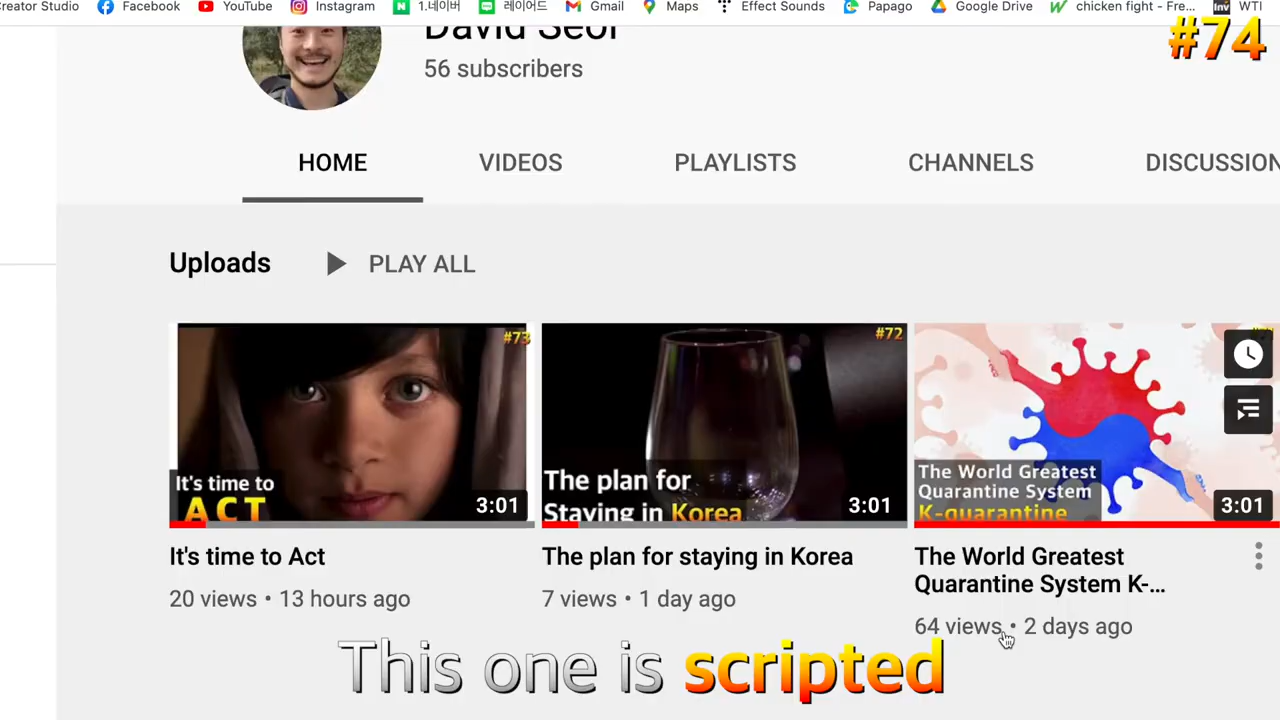 Creator Studio Facebook YouTube Instagram 1.네이버 레이어드 Gmail Maps Effect Sounds Papago Google Drive chicken fight - Fre... WTI
#74
David Seol
56 subscribers
HOME VIDEOS PLAYLISTS CHANNELS DISCUSSION
Uploads PLAY ALL
#73
It's time to
ACT
3:01
#72
The plan for
Staying in Korea
3:01
The World Greatest
Quarantine System
K-quarantine
3:01
It's time to Act
20 views • 13 hours ago
The plan for staying in Korea
7 views • 1 day ago
The World Greatest
Quarantine System K-...
64 views • 2 days ago
This one is scripted